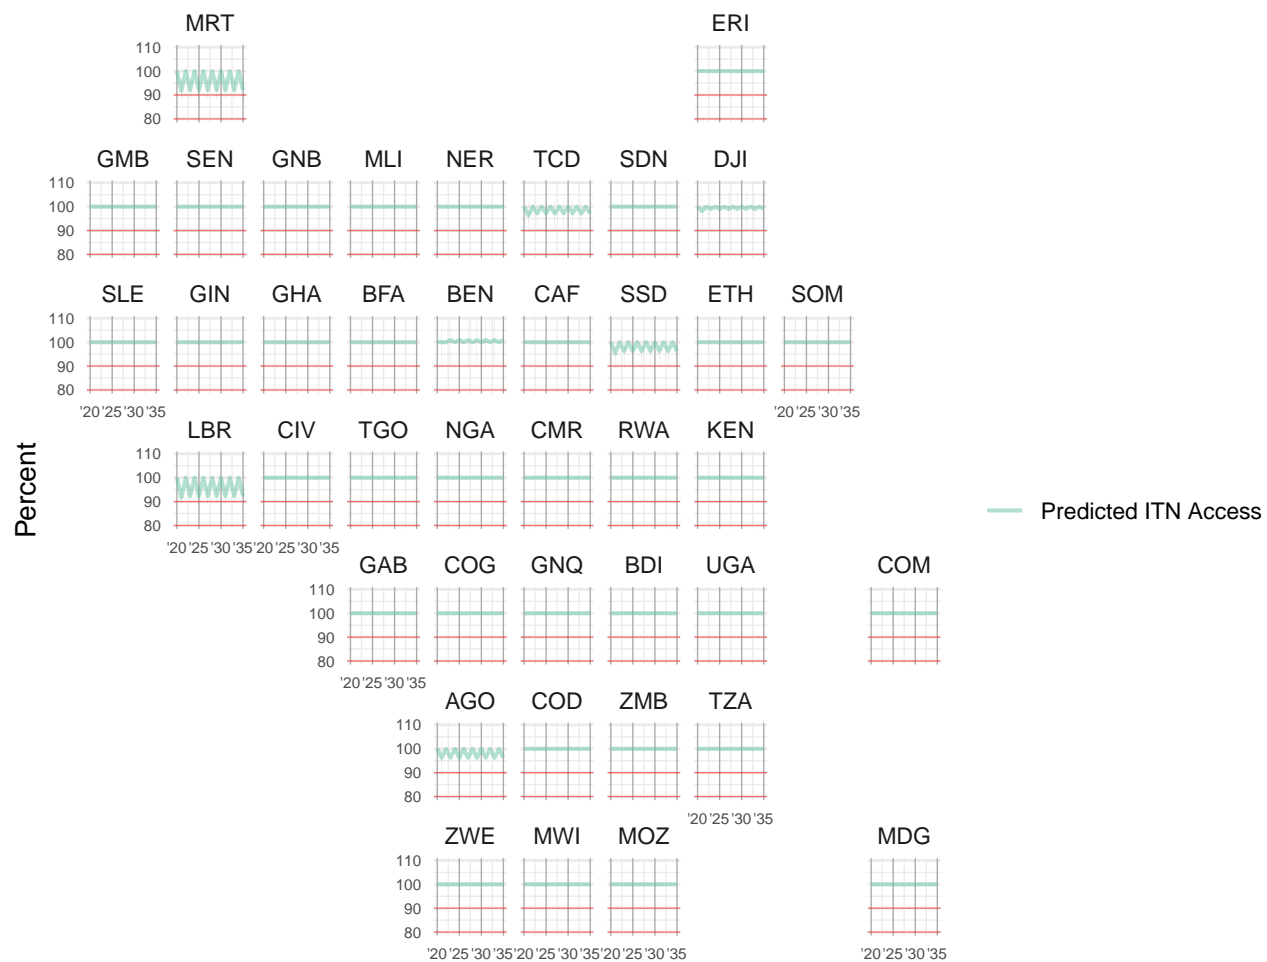 MRT ERI
110
100
90
80
GMB SEN GNB MLI NER TCD SDN DJI
110
100
90
80
SLE GIN GHA BFA BEN CAF SSD ETH SOM
110
100
90
80
'20 '25 '30 '35 '20 '25 '30 '35
LBR CIV TGO NGA CMR RWA KEN
110
100
90
80
'20 '25 '30 '35 '20 '25 '30 '35
Percent
Predicted ITN Access
GAB COG GNQ BDI UGA COM
110
100
90
80
'20 '25 '30 '35
AGO COD ZMB TZA
110
100
90
80
'20 '25 '30 '35
ZWE MWI MOZ MDG
110
100
90
80
'20 '25 '30 '35 '20 '25 '30 '35 '20 '25 '30 '35 '20 '25 '30 '35